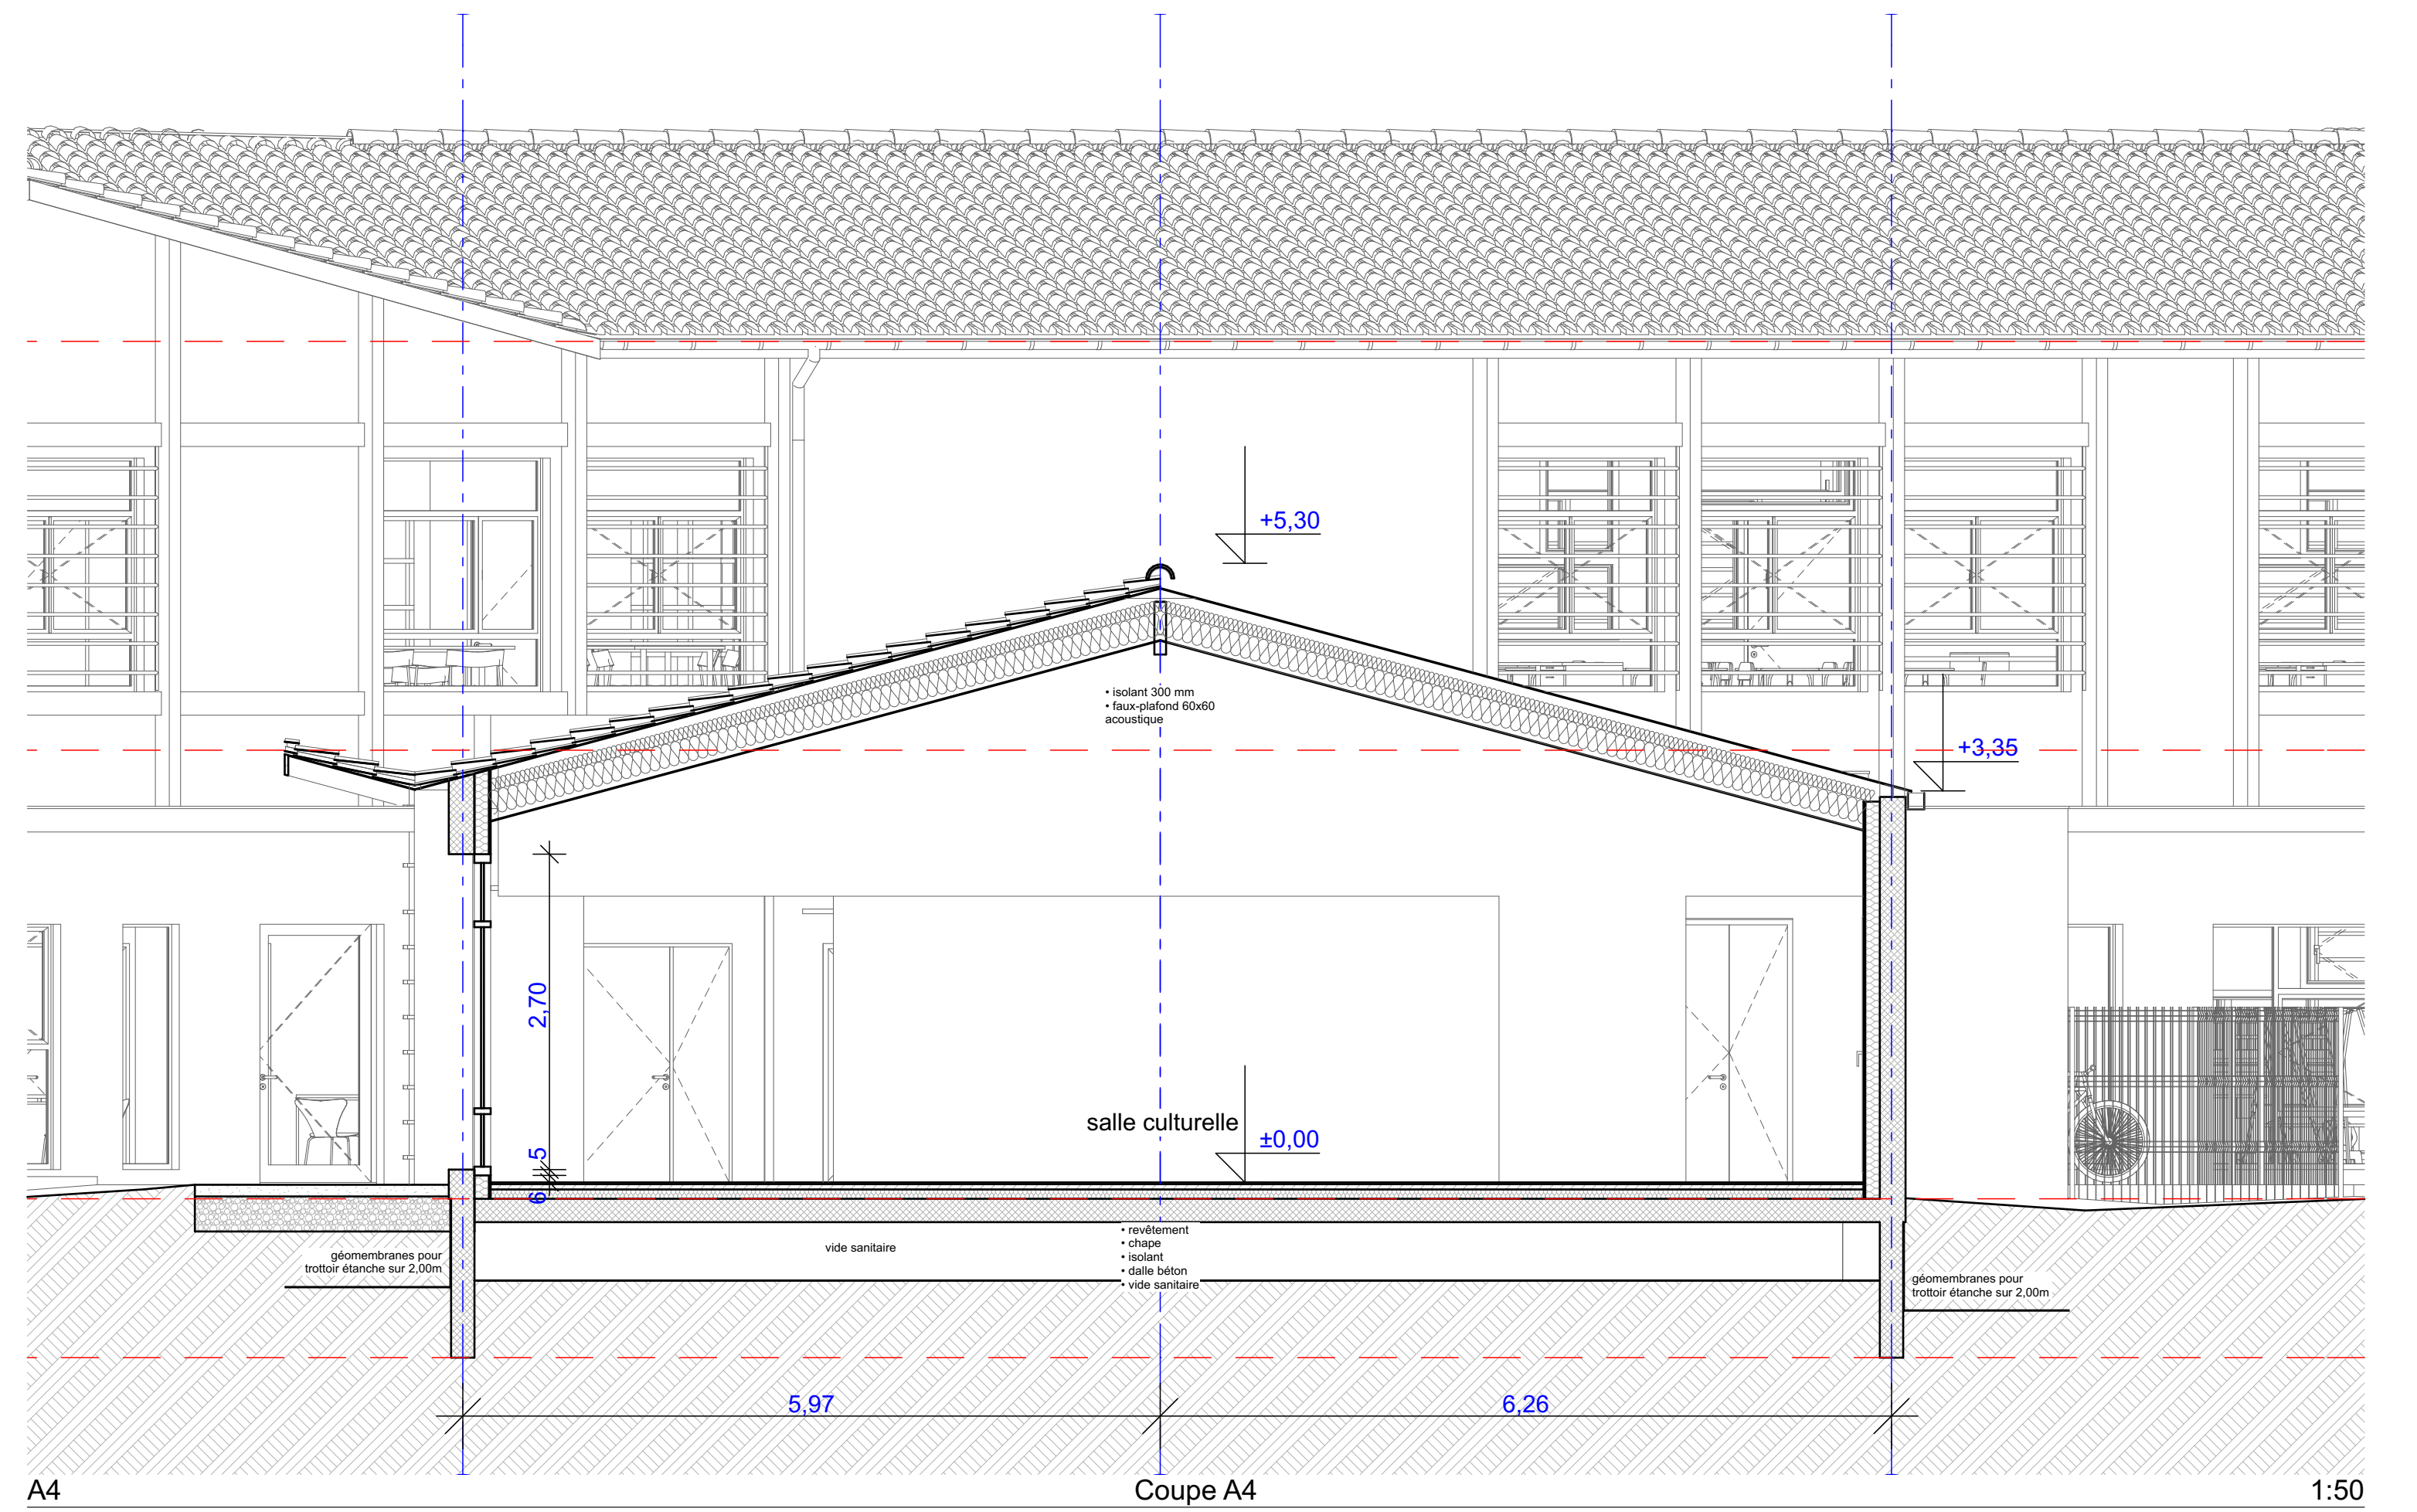 +5,30
• isolant 300 mm
• faux-plafond 60x60
acoustique
+3,35
2,70
salle culturelle
±0,00
5
6
• revêtement
• chape
• isolant
• dalle béton
• vide sanitaire
vide sanitaire
géomembranes pour
trottoir étanche sur 2,00m
géomembranes pour
trottoir étanche sur 2,00m
5,97
6,26
A4
Coupe A4
1:50